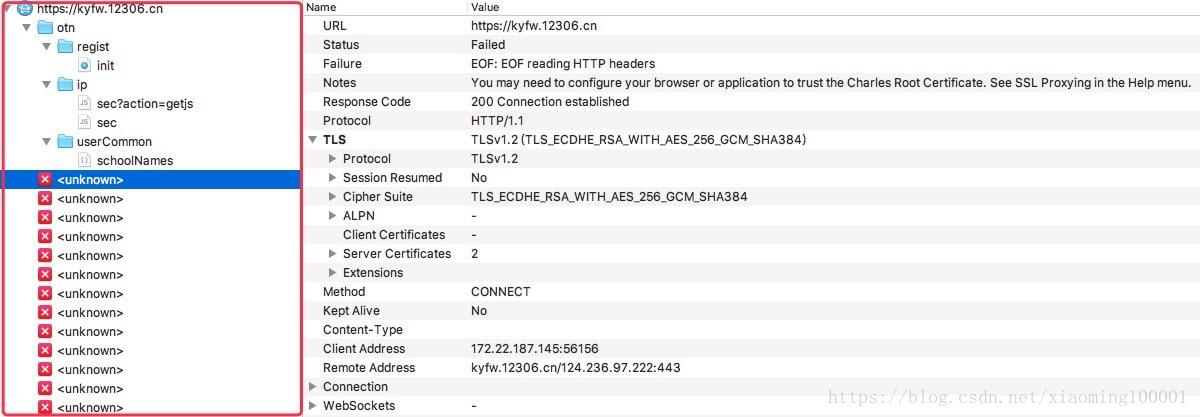 https://kyfw.12306.cn
otn
regist
init
ip
sec?action=getjs
sec
userCommon
schoolNames
<unknown>
<unknown>
<unknown>
<unknown>
<unknown>
<unknown>
<unknown>
<unknown>
<unknown>
<unknown>
<unknown>
<unknown>
<unknown>
Name Value
URL https://kyfw.12306.cn
Status Failed
Failure EOF: EOF reading HTTP headers
Notes You may need to configure your browser or application to trust the Charles Root Certificate. See SSL Proxying in the Help menu.
Response Code 200 Connection established
Protocol HTTP/1.1
TLS TLSv1.2 (TLS_ECDHE_RSA_WITH_AES_256_GCM_SHA384)
Protocol TLSv1.2
Session Resumed No
Cipher Suite TLS_ECDHE_RSA_WITH_AES_256_GCM_SHA384
ALPN -
Client Certificates -
Server Certificates 2
Extensions
Method CONNECT
Kept Alive No
Content-Type
Client Address 172.22.187.145:56156
Remote Address kyfw.12306.cn/124.236.97.222:443
Connection
WebSockets -
https://blog.csdn.net/xiaoming100001